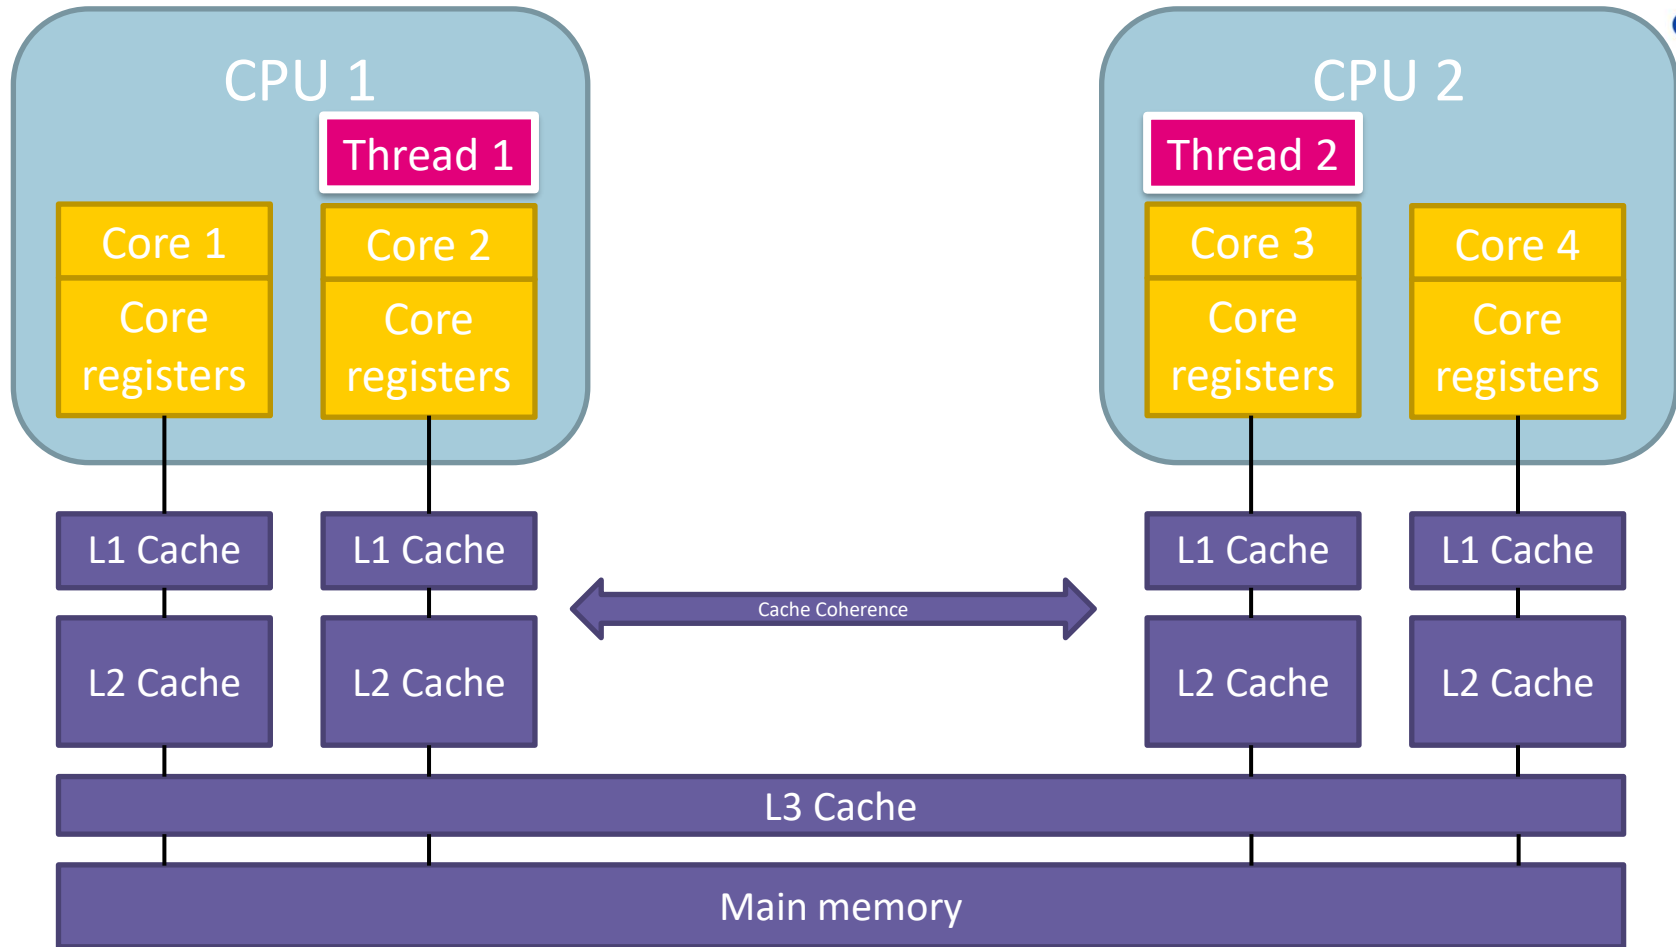 CPU 1
CPU 2
Thread 1
Thread 2
Core 1
Core 2
Core 3
Core 4
Core
registers
Core
registers
Core
registers
Core
registers
L1 Cache
L1 Cache
L1 Cache
L1 Cache
Cache Coherence
L2 Cache
L2 Cache
L2 Cache
L2 Cache
L3 Cache
Main memory